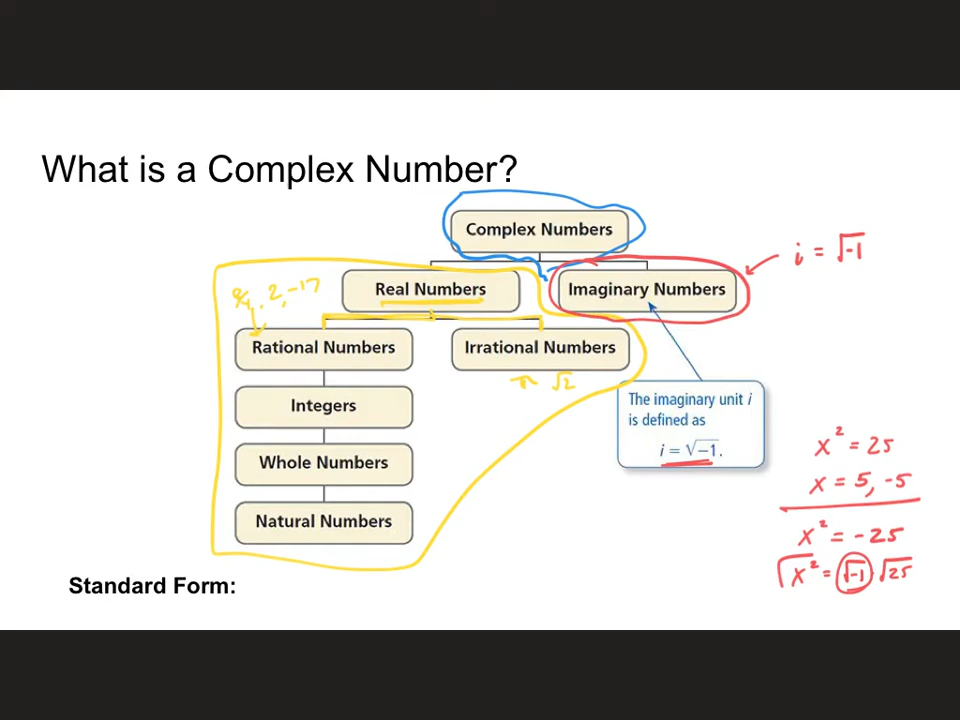 What is a Complex Number?
Complex Numbers
i = √-1
Real Numbers
Imaginary Numbers
2, -17
Rational Numbers
Irrational Numbers
π √2
The imaginary unit i
is defined as
i = √−1.
Integers
Whole Numbers
Natural Numbers
x² = 25
x = 5, -5
x² = -25
√x² = √-1 · √25
Standard Form: